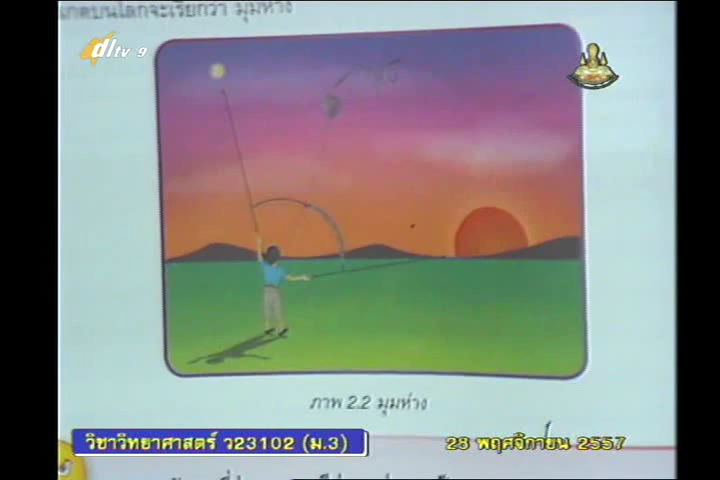 เกตบนโลกจะเรียกว่า มุมห่าง
dltv 9
ภาพ 2.2 มุมห่าง
วิชาวิทยาศาสตร์ ว23102 (ม.3)
28 พฤศจิกายน 2557